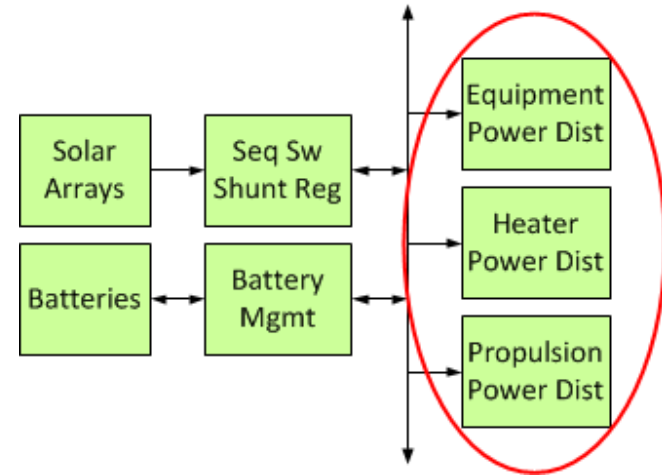 Solar
Arrays
Seq Sw
Shunt Reg
Equipment
Power Dist
Batteries
Battery
Mgmt
Heater
Power Dist
Propulsion
Power Dist